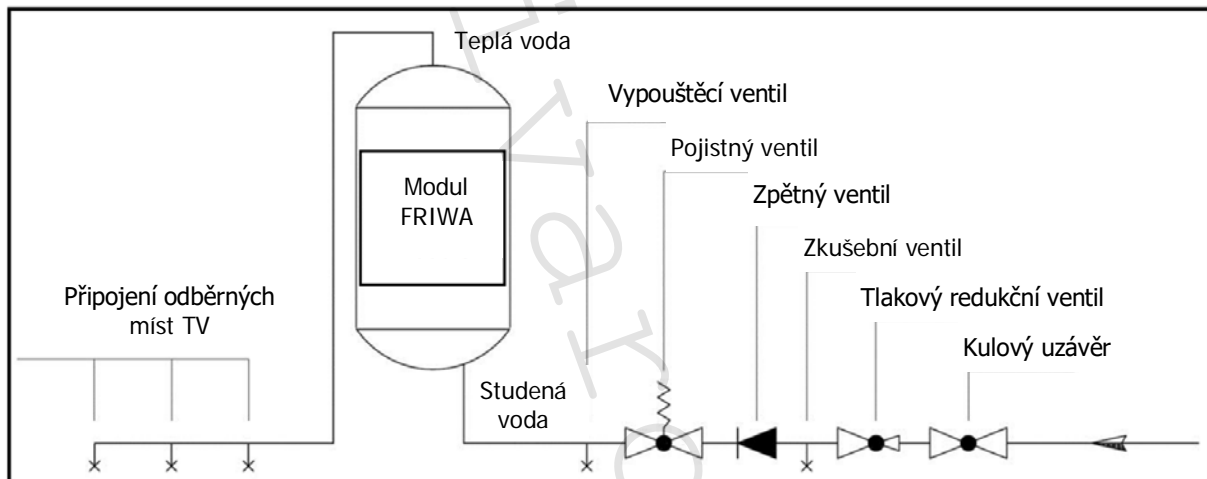 Teplá voda
Vypouštěcí ventil
Pojistný ventil
Modul
FRIWA
Zpětný ventil
Zkušební ventil
Připojení odběrných
míst TV
Tlakový redukční ventil
Kulový uzávěr
Studená
voda